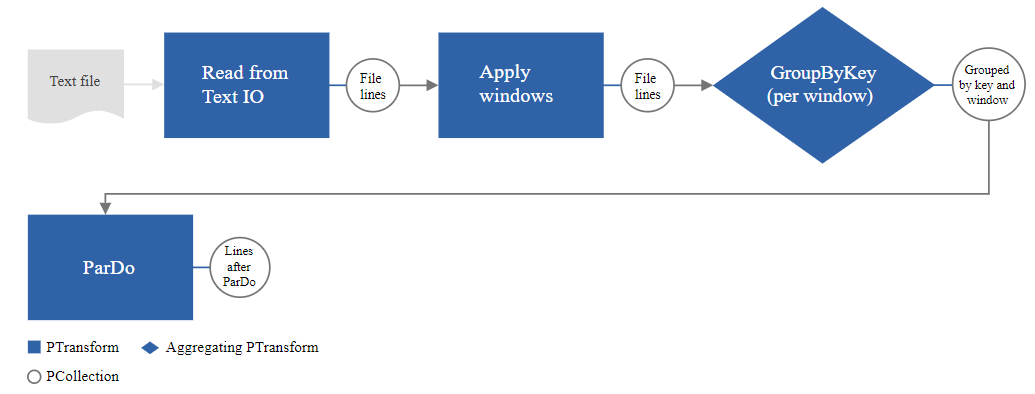 Text file
Read from
Text IO
File
lines
Apply
windows
File
lines
GroupByKey
(per window)
Grouped
by key and
window
ParDo
Lines
after
ParDo
PTransform
Aggregating PTransform
PCollection